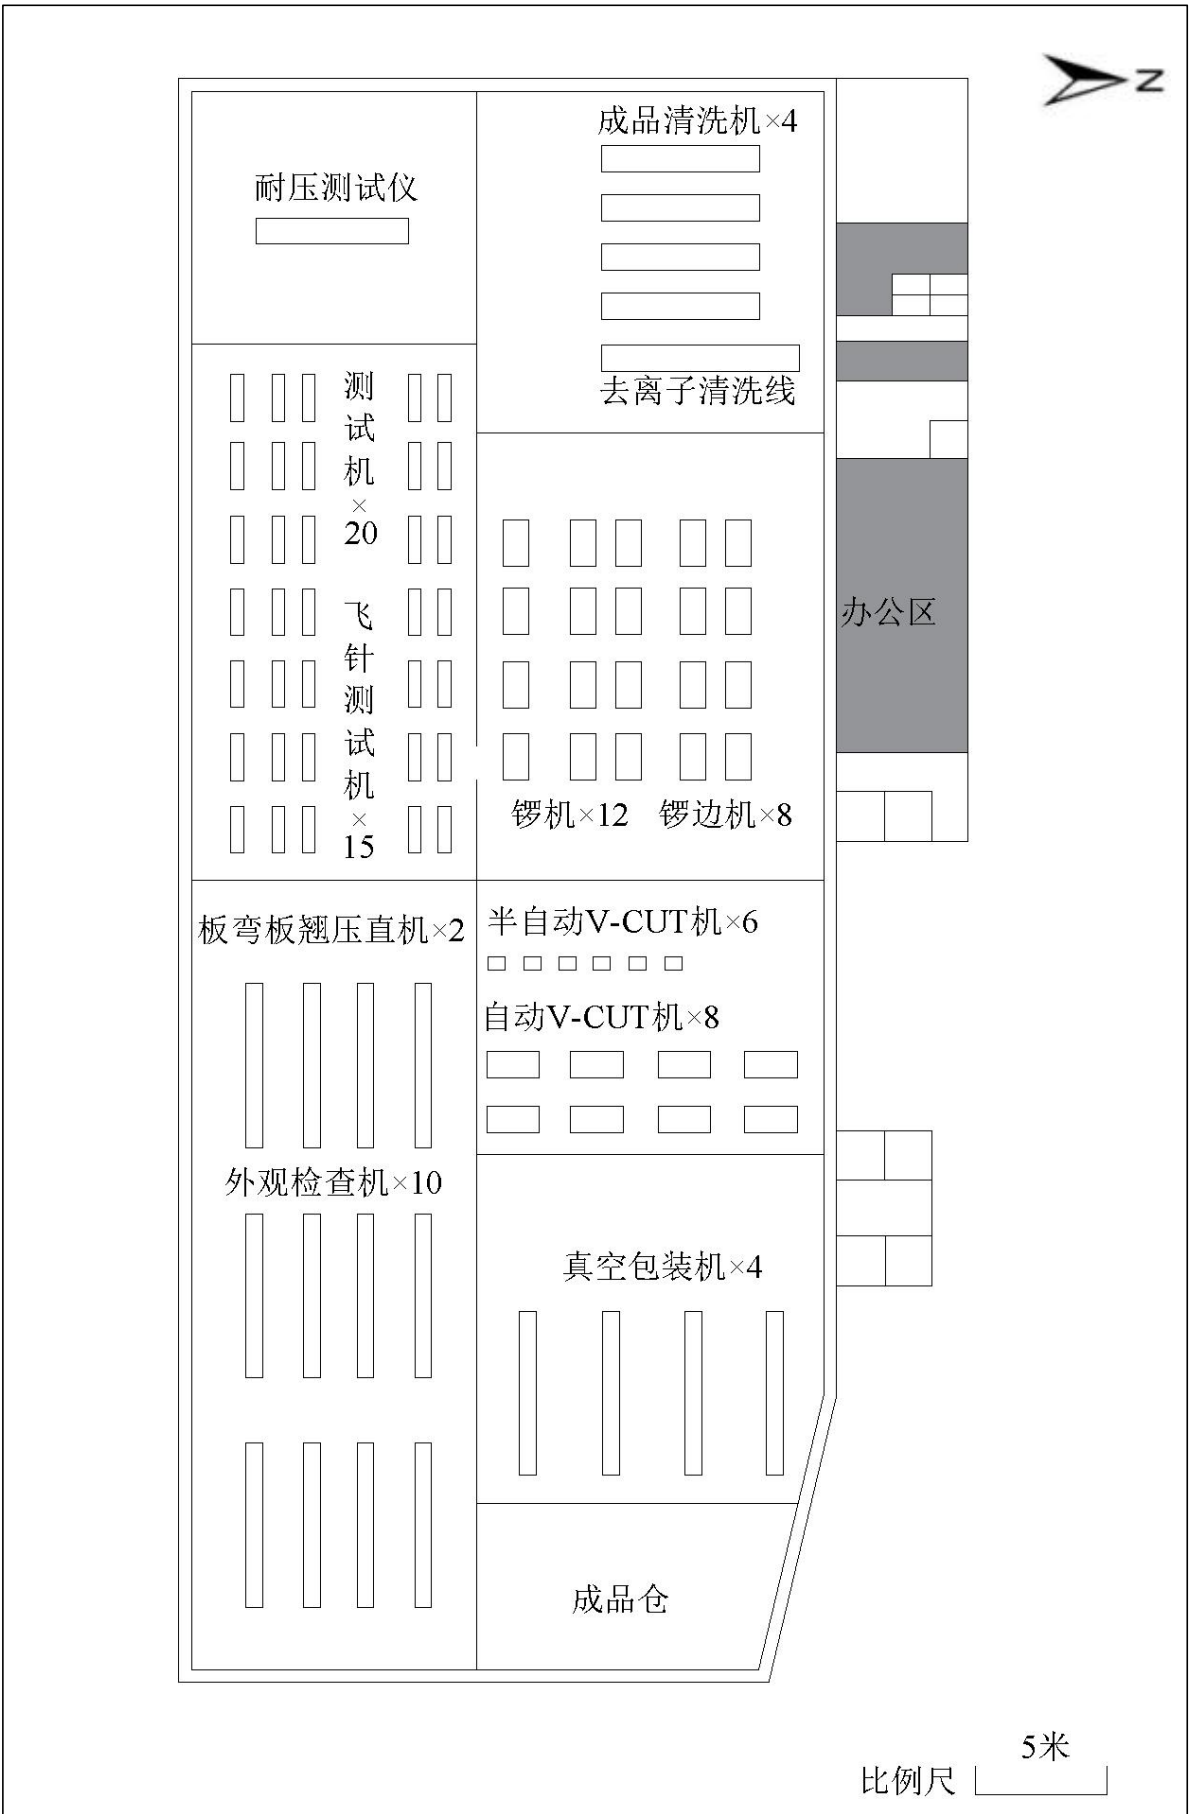 N
成品清洗机×4
耐压测试仪
去离子清洗线
测试机×20
飞针测试机×15
办公区
锣机×12
锣边机×8
板弯板翘压直机×2
半自动V-CUT机×6
自动V-CUT机×8
外观检查机×10
真空包装机×4
成品仓
5米
比例尺